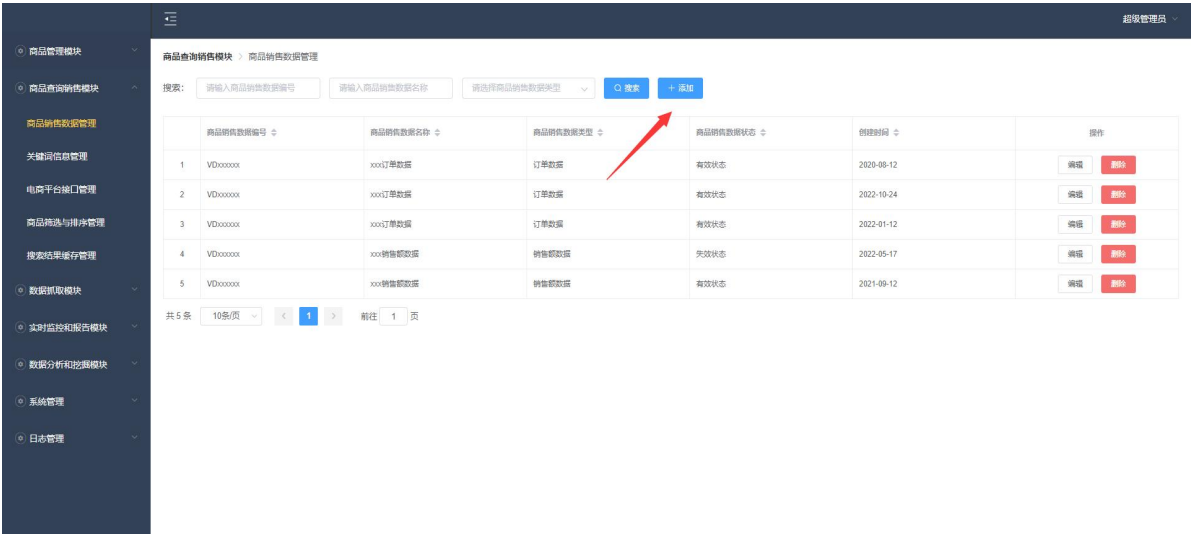 超级管理员
商品管理模块
商品查询销售模块
商品销售数据管理
关键词信息管理
电商平台接口管理
商品筛选与排序管理
搜索结果缓存管理
数据抓取模块
实时监控和报告模块
数据分析和挖掘模块
系统管理
日志管理
商品查询销售模块 > 商品销售数据管理
搜索: 请输入商品销售数据编号 请输入商品销售数据名称 请选择商品销售数据类型 搜索 + 添加
商品销售数据编号 商品销售数据名称 商品销售数据类型 商品销售数据状态 创建时间 操作
1 VDxxxxxx xxx订单数据 订单数据 有效状态 2020-08-12 编辑 删除
2 VDxxxxxx xxx订单数据 订单数据 有效状态 2022-10-24 编辑 删除
3 VDxxxxxx xxx订单数据 订单数据 有效状态 2022-01-12 编辑 删除
4 VDxxxxxx xxx销售额数据 销售额数据 失效状态 2022-05-17 编辑 删除
5 VDxxxxxx xxx销售额数据 销售额数据 有效状态 2021-09-12 编辑 删除
共 5 条 10条/页 < 1 > 前往 1 页